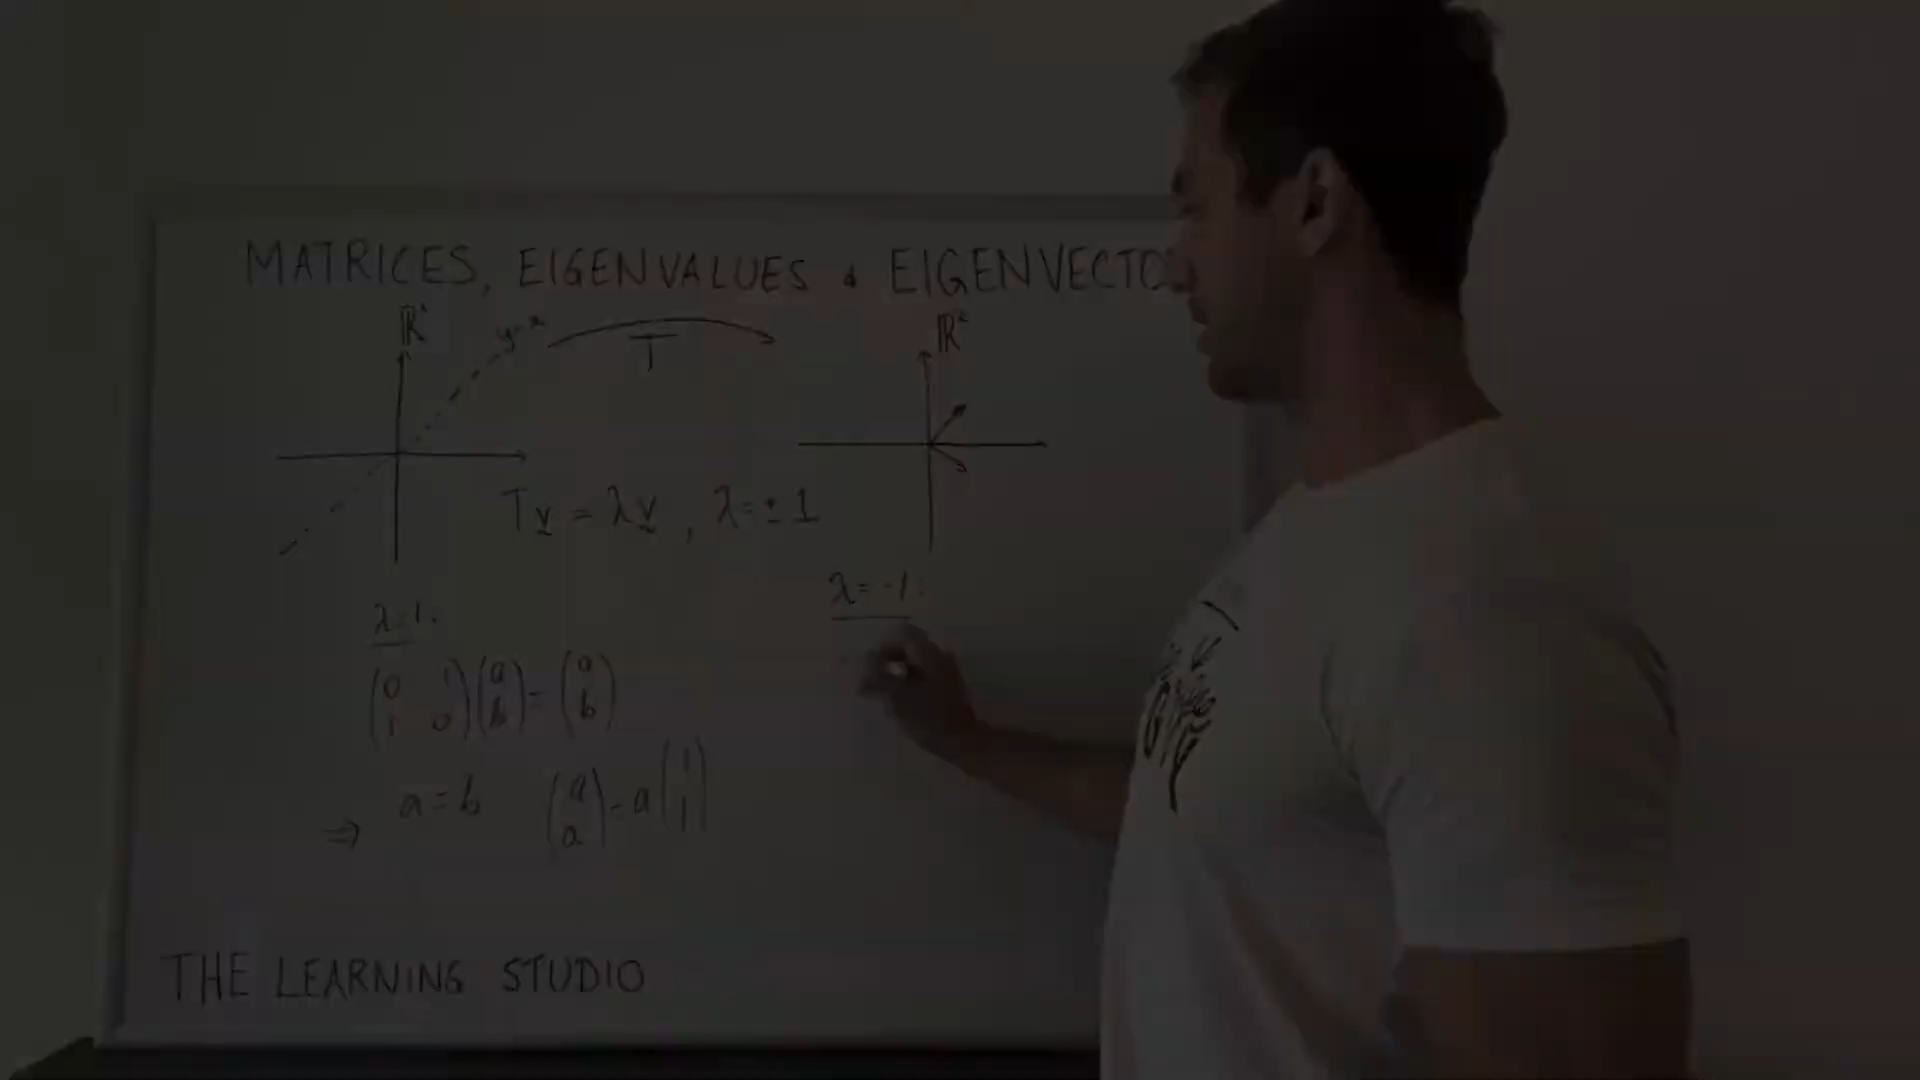 MATRICES, EIGENVALUES & EIGENVECTO
ℝ² y=x T ℝ²
Tv = λv, λ=±1
λ=1: λ=-1:
(0 1 1 0)(a b)=(a b)
⇒ a=b (a a)=a(1 1)
THE LEARNING STUDIO